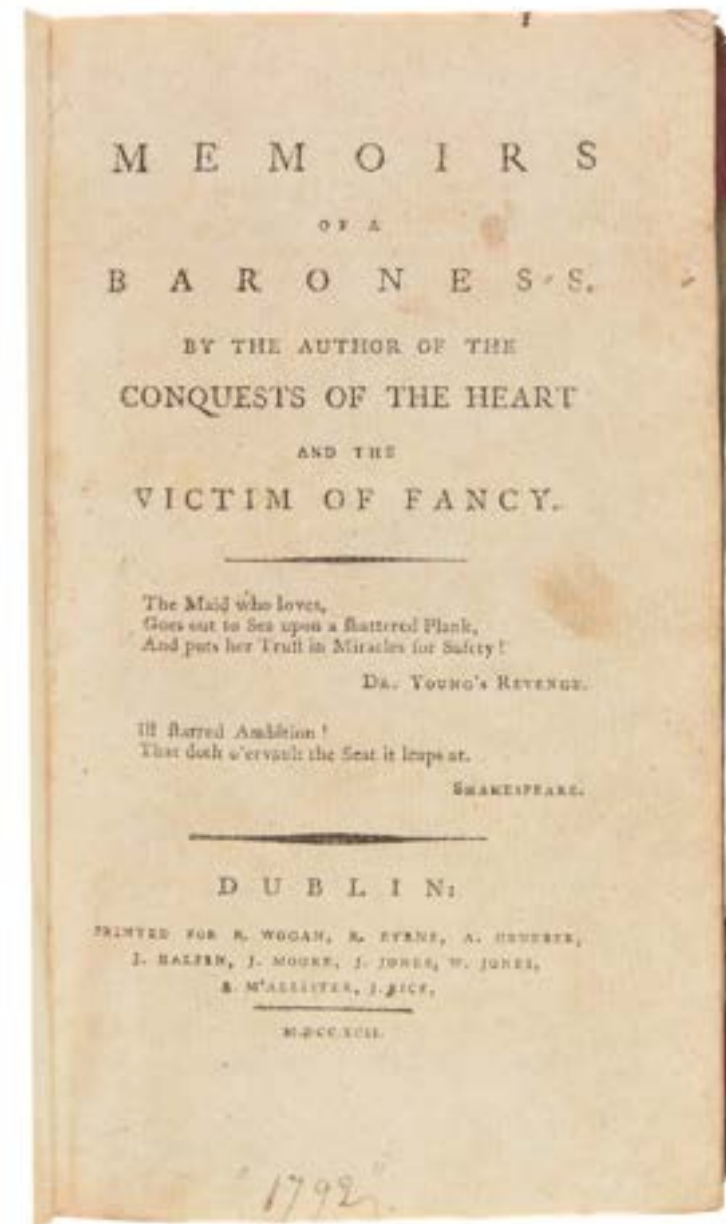 MEMOIRS
OF A
BARONESS.
BY THE AUTHOR OF THE
CONQUESTS OF THE HEART
AND THE
VICTIM OF FANCY.
The Maid who loves,
Goes out to Sea upon a ſhattered Plank,
And puts her Truſt in Miracles for Safety!
DR. YOUNG'S REVENGE.
Ill ſtarred Ambition!
That doth o'ervault the Seat it leaps at.
SHAKESPEARE.
DUBLIN:
PRINTED FOR R. WOGAN, R. BYRNE, A.
J. HALPEN, J. MOORE, J. JONES, W. JONES,
& M'ALLISTER, J. RICE,
M.DCC.XCII.
"1792"